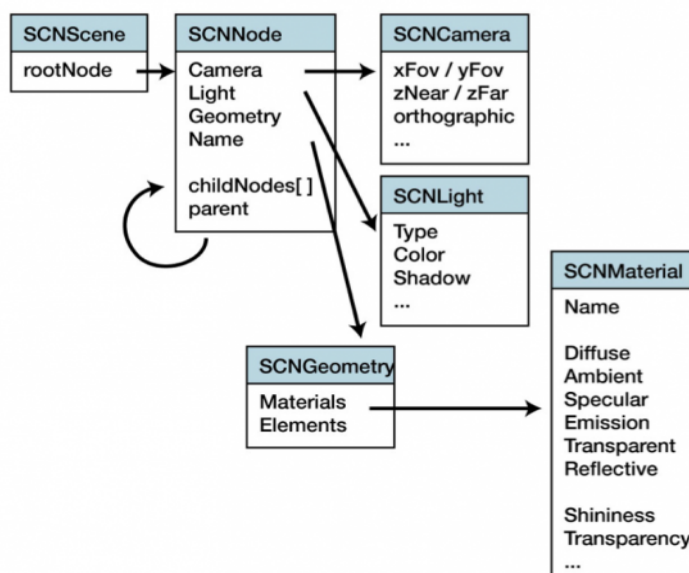 SCNScene
rootNode
SCNNode
Camera
Light
Geometry
Name
childNodes[ ]
parent
SCNCamera
xFov / yFov
zNear / zFar
orthographic
...
SCNLight
Type
Color
Shadow
...
SCNGeometry
Materials
Elements
SCNMaterial
Name
Diffuse
Ambient
Specular
Emission
Transparent
Reflective
Shininess
Transparency
...